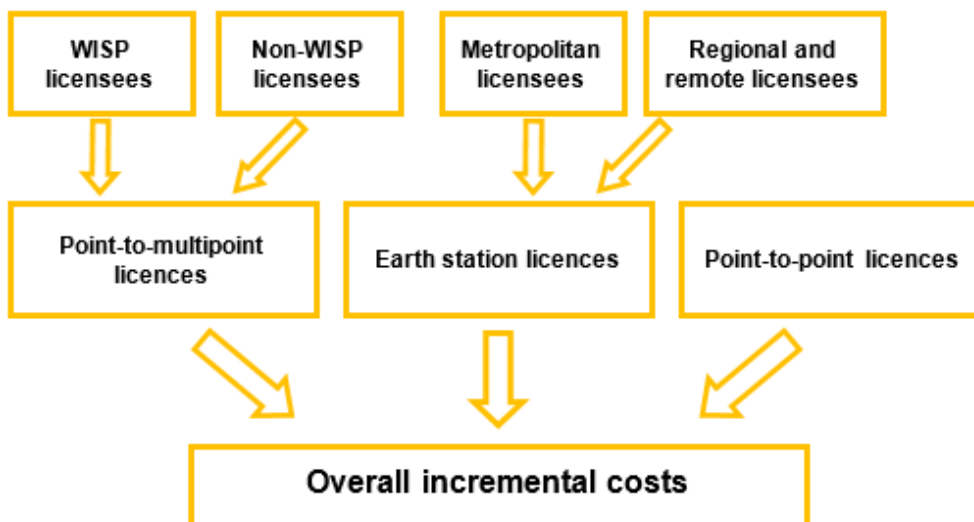 WISP
licensees
Non-WISP
licensees
Metropolitan
licensees
Regional and
remote licensees
Point-to-multipoint
licences
Earth station licences
Point-to-point licences
Overall incremental costs